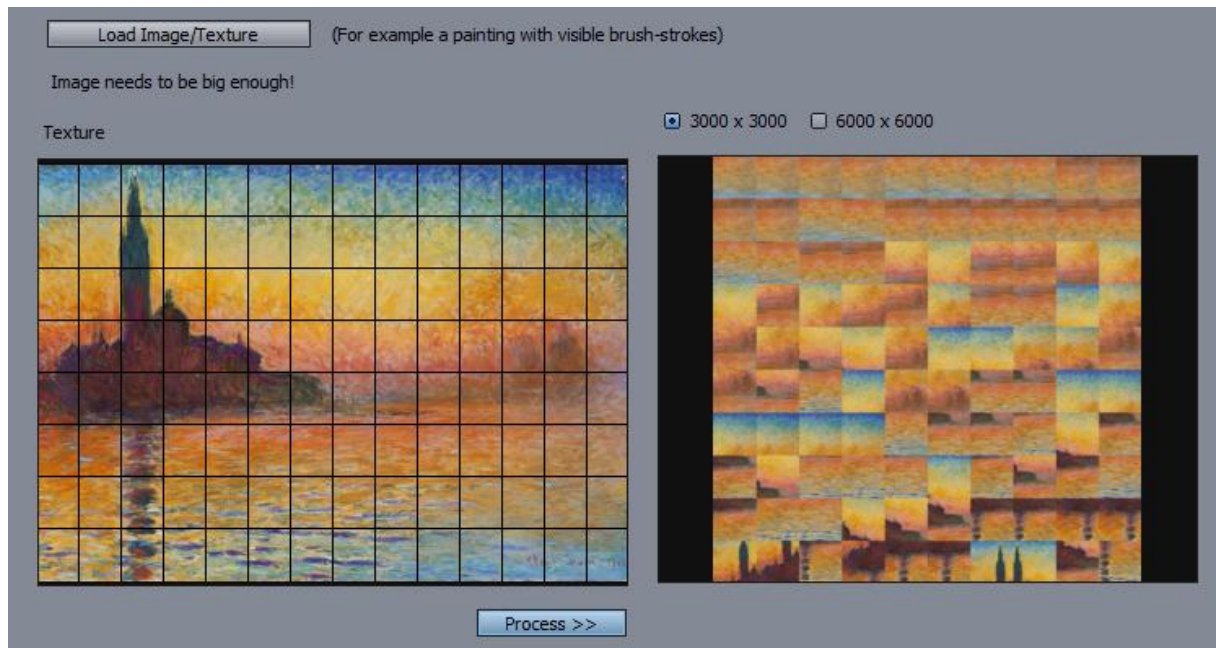 Load Image/Texture (For example a painting with visible brush-strokes)
Image needs to be big enough!
3000 x 3000 6000 x 6000
Texture
Process >>